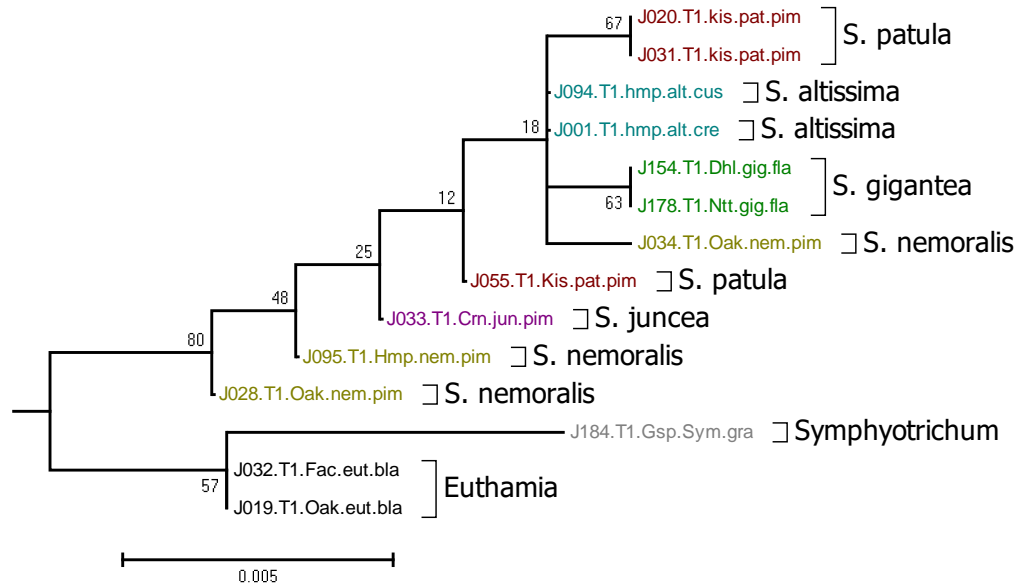 67
J020.T1.kis.pat.pim
J031.T1.kis.pat.pim
S. patula
J094.T1.hmp.alt.cus
S. altissima
18
J001.T1.hmp.alt.cre
S. altissima
J154.T1.Dhl.gig.fla
63
J178.T1.Ntt.gig.fla
S. gigantea
12
J034.T1.Oak.nem.pim
S. nemoralis
25
J055.T1.Kis.pat.pim
S. patula
48
J033.T1.Crn.jun.pim
S. juncea
80
J095.T1.Hmp.nem.pim
S. nemoralis
J028.T1.Oak.nem.pim
S. nemoralis
J184.T1.Gsp.Sym.gra
Symphyotrichum
57
J032.T1.Fac.eut.bla
J019.T1.Oak.eut.bla
Euthamia
0.005